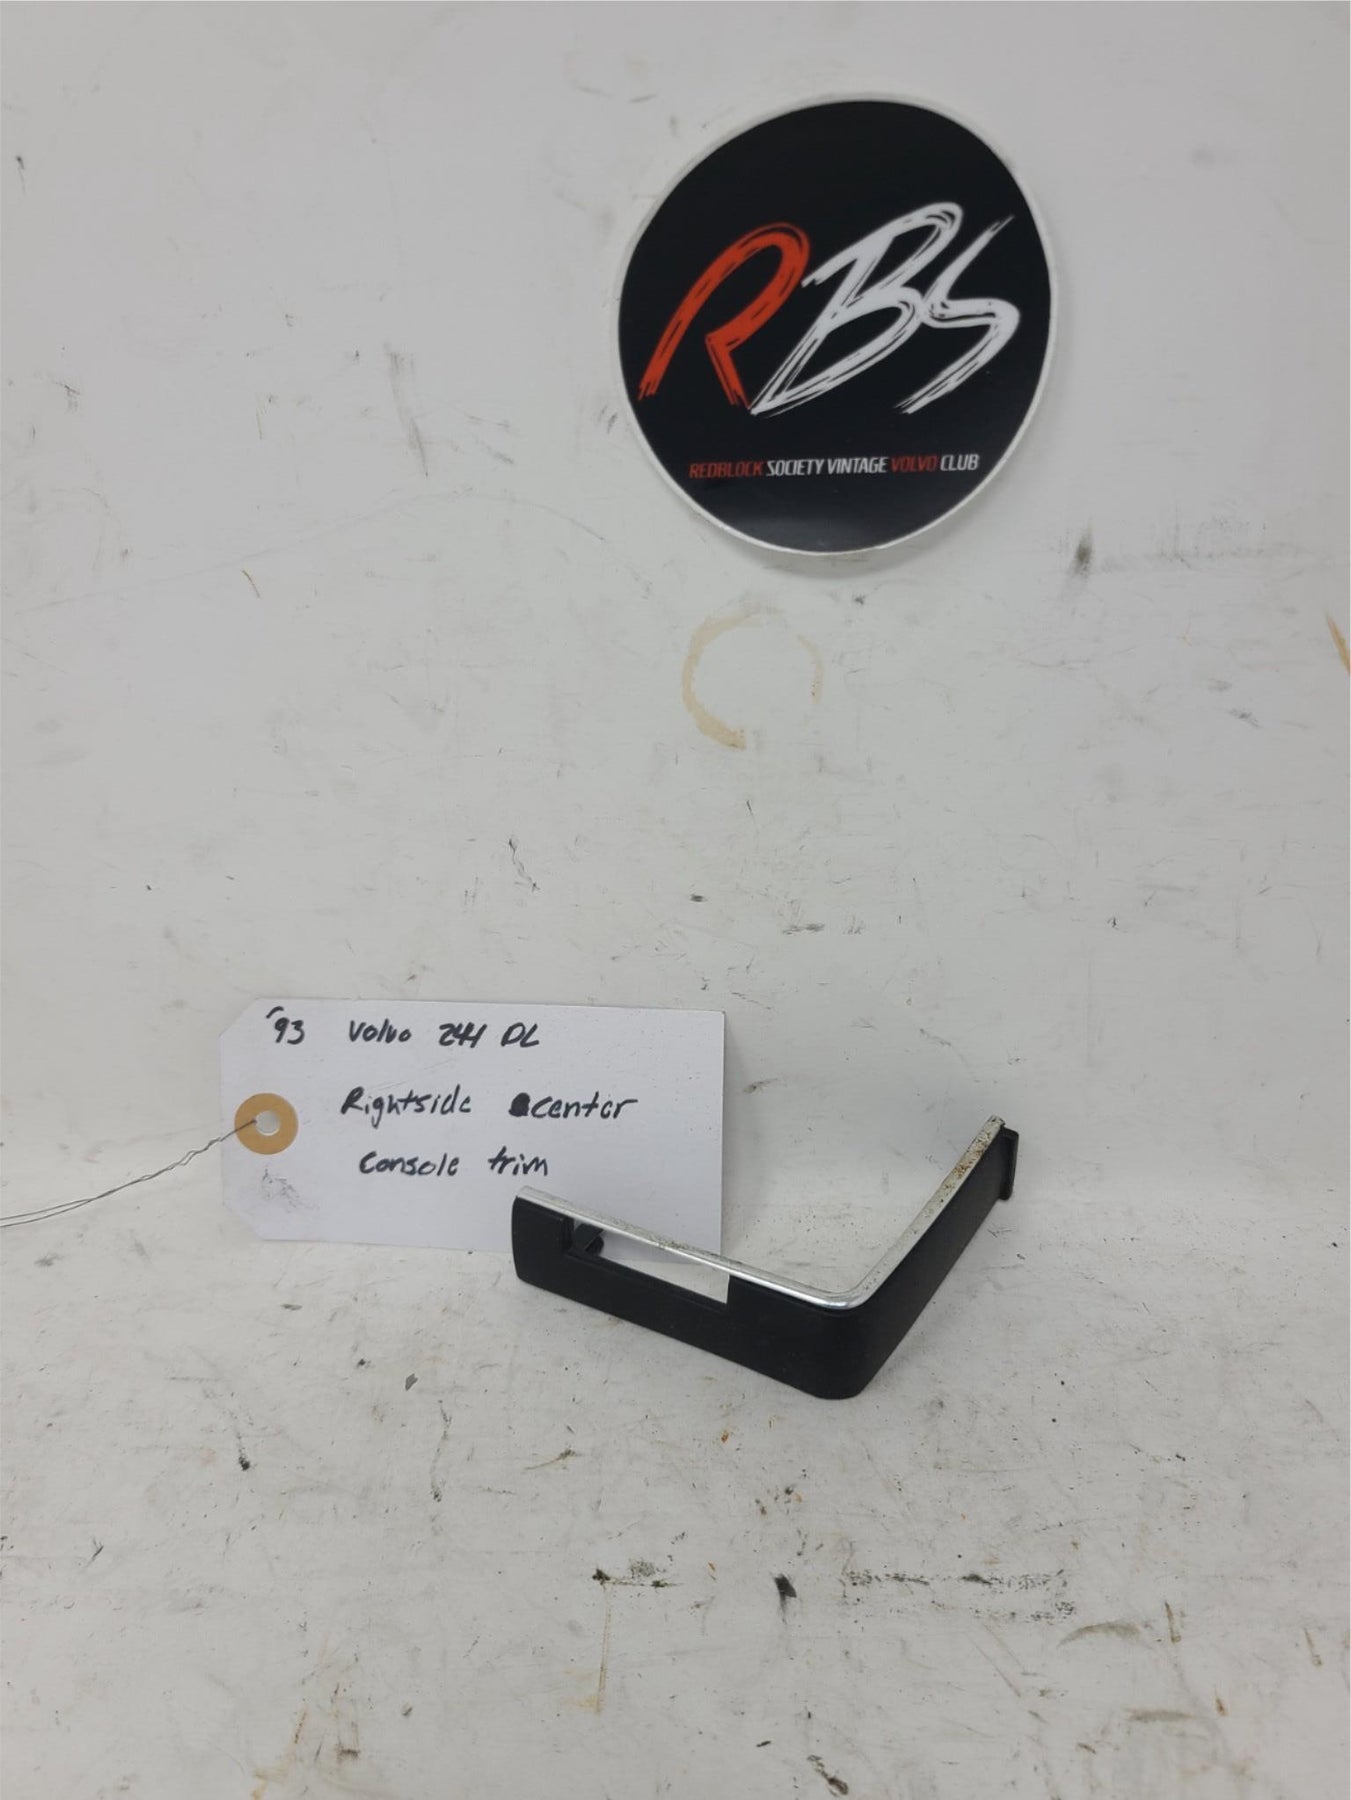 RBS
REDBLOCK SOCIETY VINTAGE VOLVO CLUB
'93 Volvo 244 DL
Rightside center
console trim